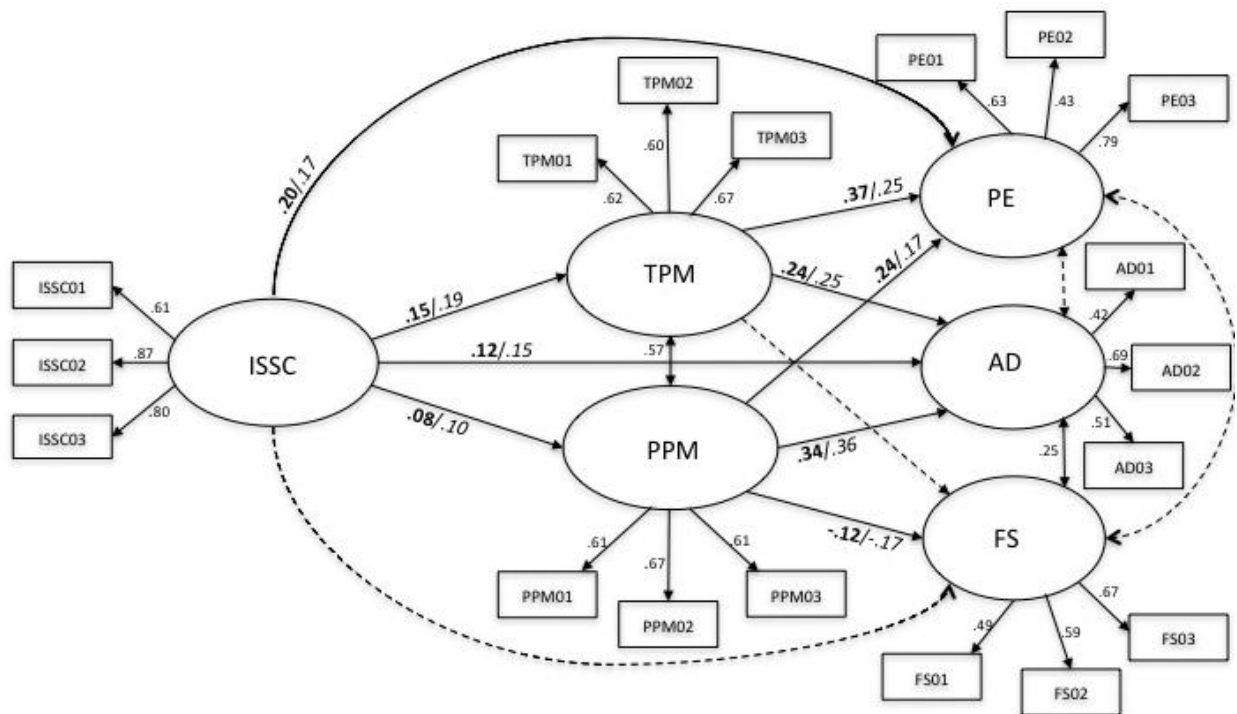 PE02
PE01
PE03
.63
.43
.79
PE
TPM02
TPM01
TPM03
.62
.60
.67
TPM
.20/.17
.37/.25
.24/.25
.24/.17
.15/.19
.57
.12/.15
.08/.10
ISSC01
ISSC02
ISSC03
.61
.87
.80
ISSC
AD01
AD02
AD03
.42
.69
.51
AD
PPM
.34/.36
-.12/-.17
.25
.61
.67
.61
PPM01
PPM02
PPM03
FS
.49
.59
.67
FS01
FS02
FS03